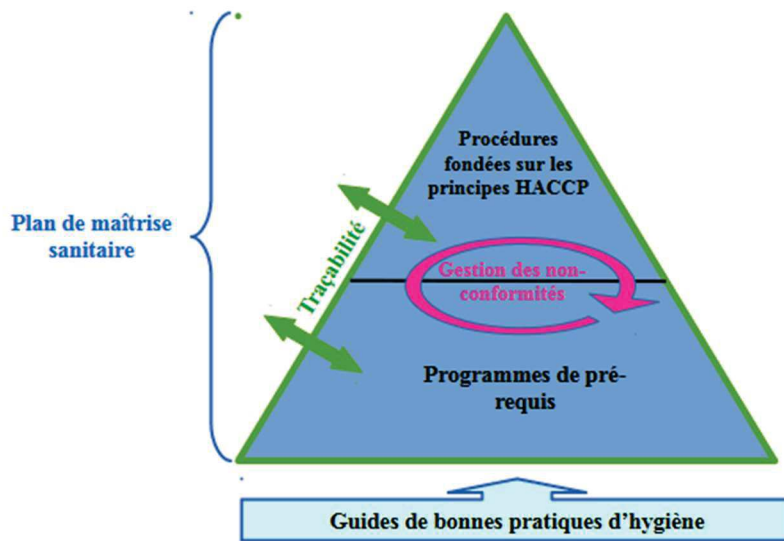 Procédures
fondées sur les
principes HACCP
Plan de maîtrise
sanitaire
Traçabilité
Gestion des non-
conformités
Programmes de pré-
requis
Guides de bonnes pratiques d’hygiène